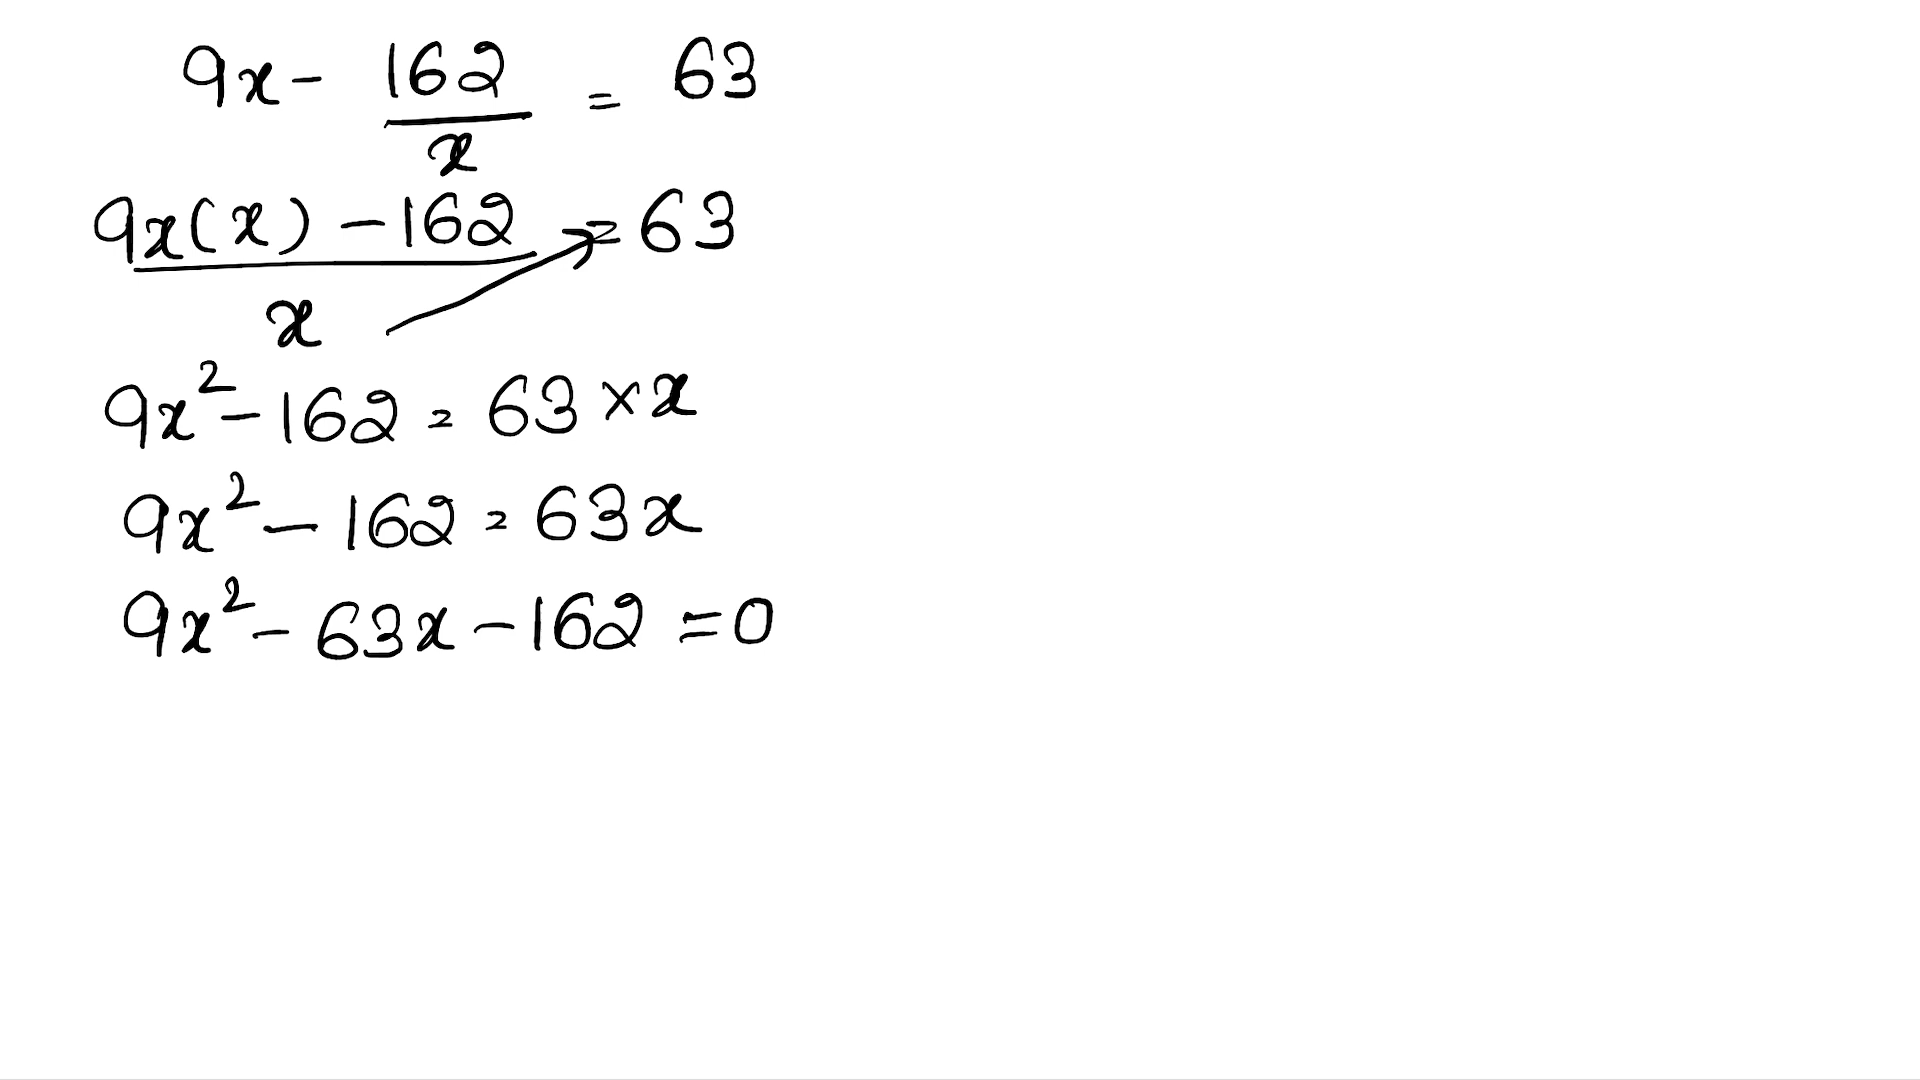 9x - 162/x = 63
9x(x) - 162/x = 63
9x² - 162 = 63 × x
9x² - 162 = 63x
9x² - 63x - 162 = 0